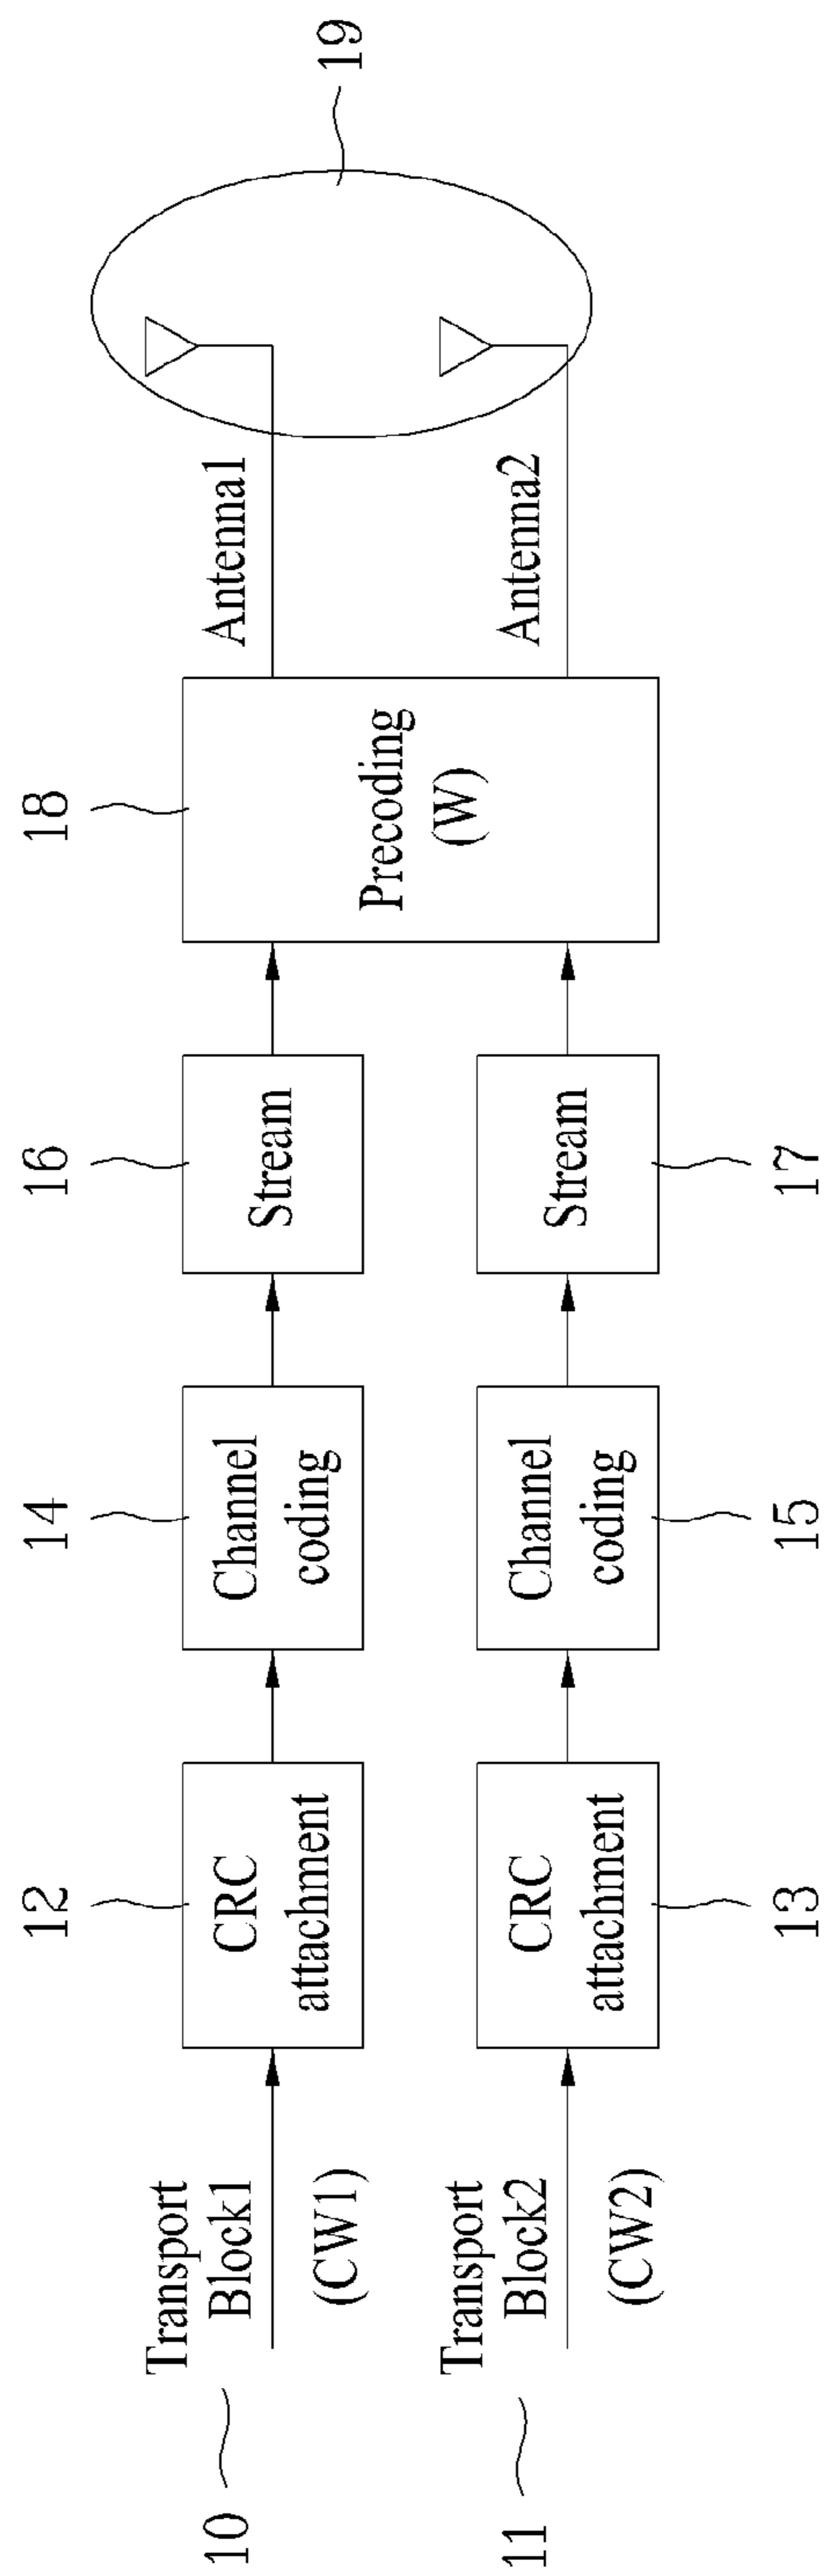 12
14
16
18
19
10
Transport
Block1
(CW1)
CRC
attachment
Channel
coding
Stream
Precoding
(W)
Antenna1
11
Transport
Block2
(CW2)
CRC
attachment
Channel
coding
Stream
Antenna2
13
15
17